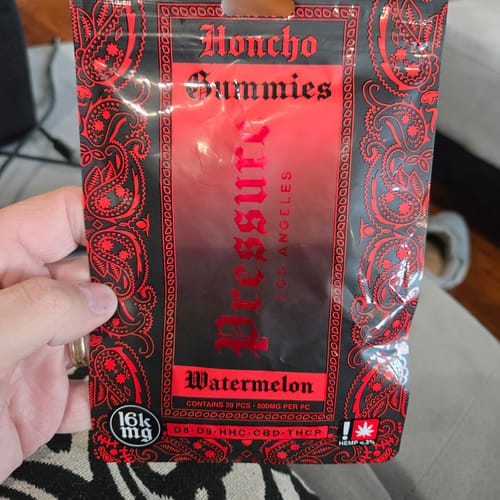 Honcho
Gummies
Pressure
LOS ANGELES
Watermelon
CONTAINS 20 PCS - 800MG PER PC
16k
mg
D8-D9-HHC-CBD-THCP
!
HEMP <.3%